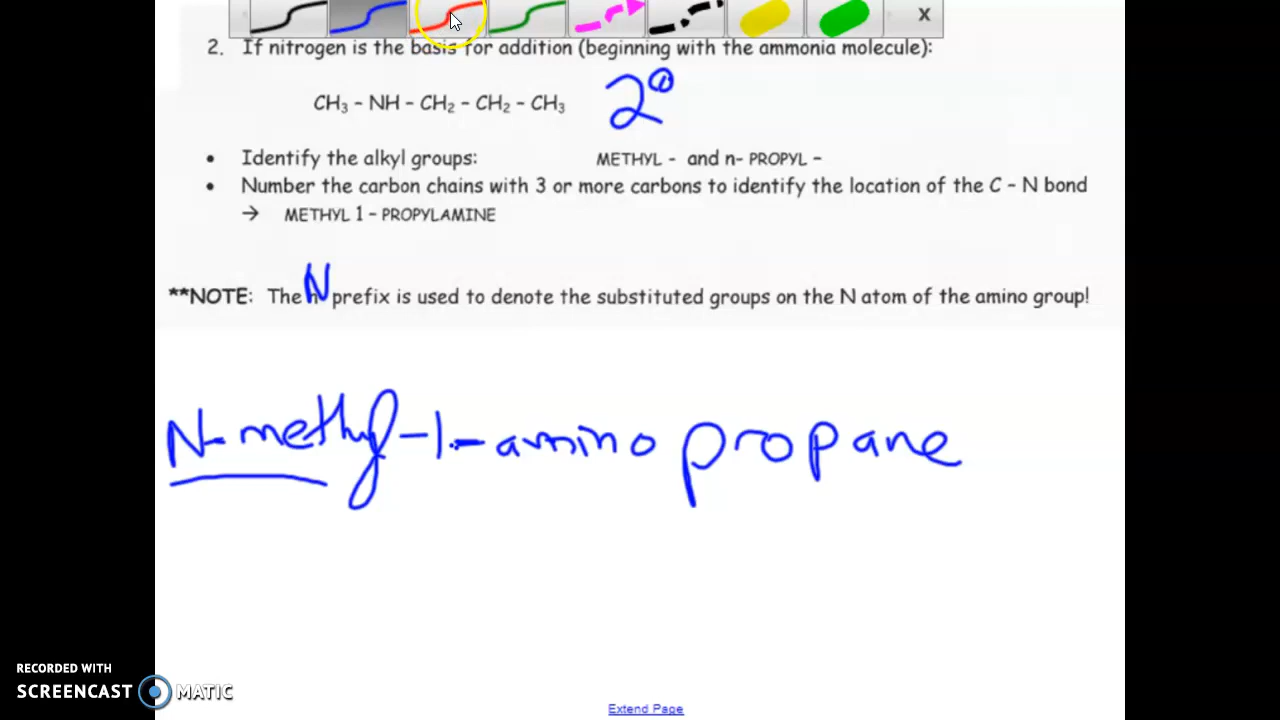 X
2. If nitrogen is the basis for addition (beginning with the ammonia molecule):
CH₃ – NH – CH₂ – CH₂ – CH₃ 2°
• Identify the alkyl groups: METHYL - and n- PROPYL –
• Number the carbon chains with 3 or more carbons to identify the location of the C – N bond
→ METHYL 1 – PROPYLAMINE
**NOTE: The N prefix is used to denote the substituted groups on the N atom of the amino group!
N-methyl-1-amino propane
RECORDED WITH
SCREENCAST MATIC
Extend Page